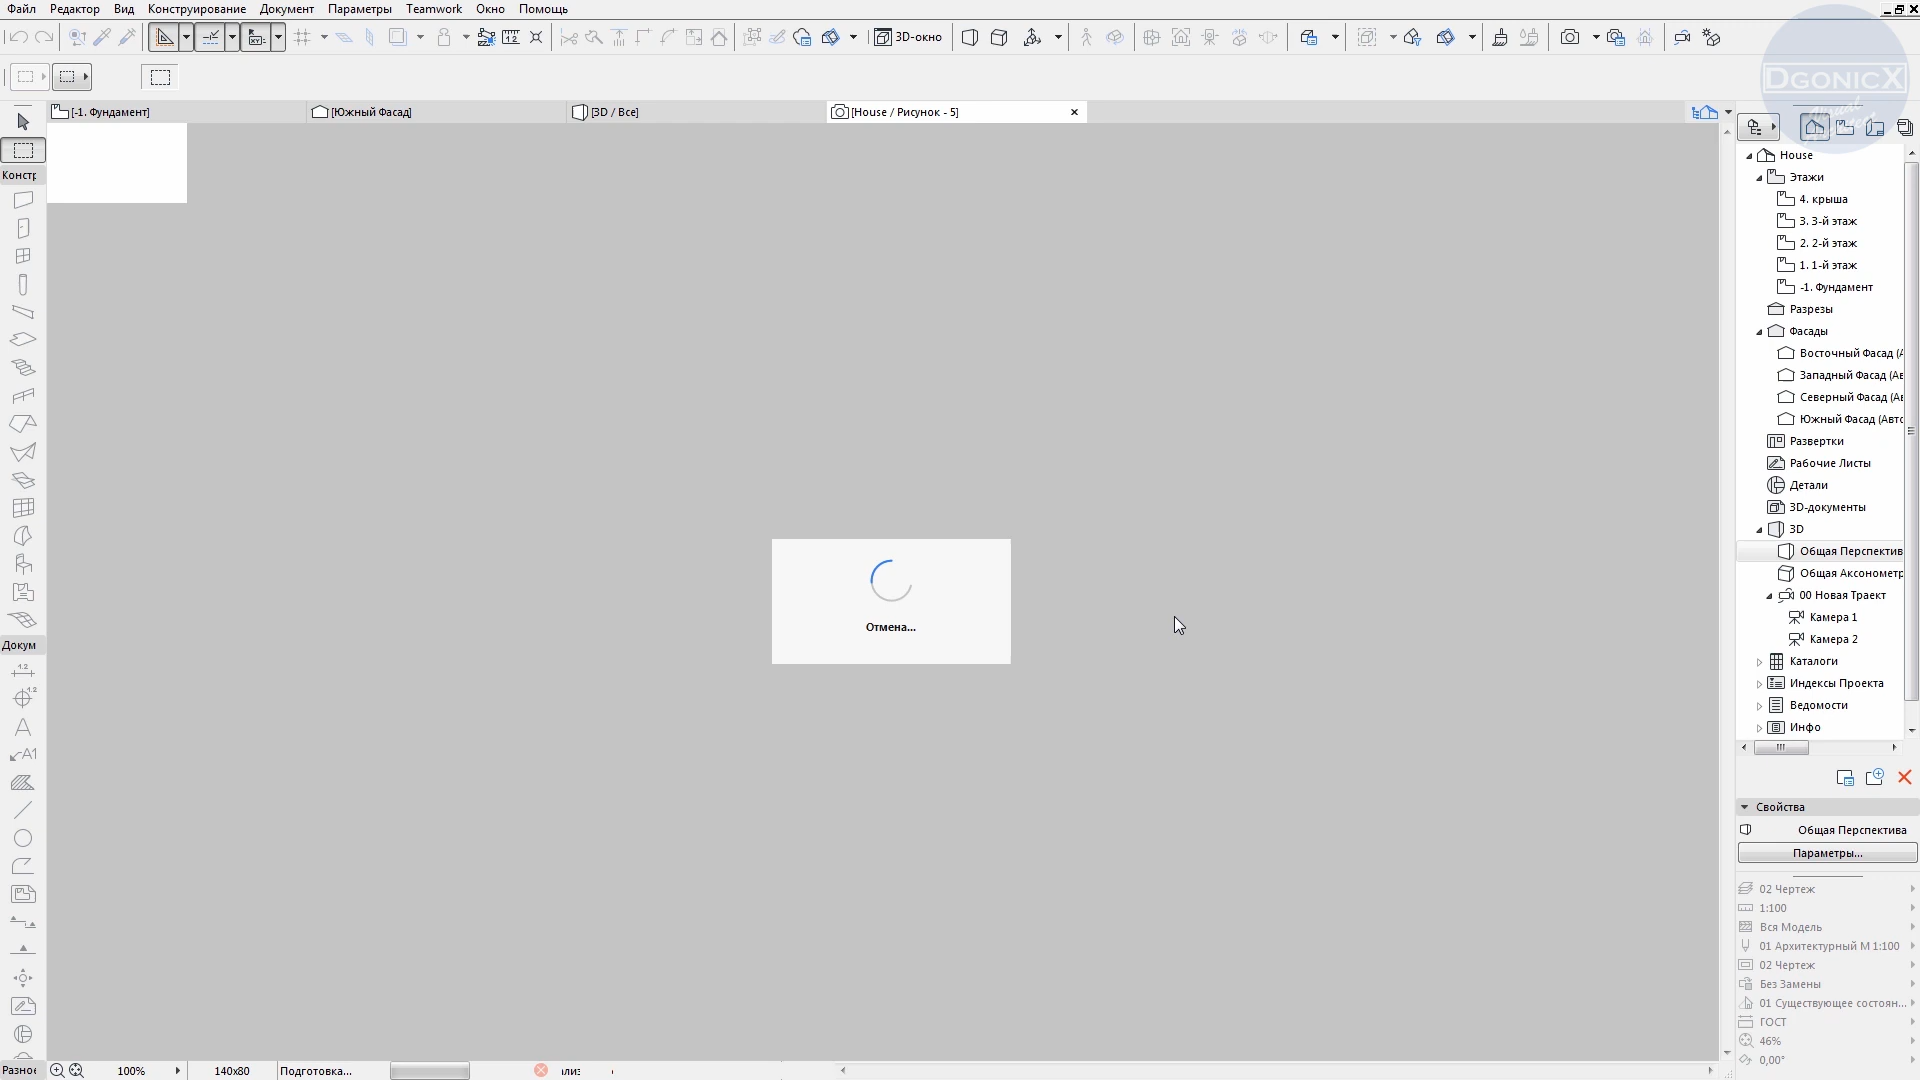 Файл Редактор Вид Конструирование Документ Параметры Teamwork Окно Помощь
3D-окно
DGONICX
[-1. Фундамент]
[Южный Фасад]
[3D / Все]
[House / Рисунок - 5]
Констр
House
Этажи
4. крыша
3. 3-й этаж
2. 2-й этаж
1. 1-й этаж
-1. Фундамент
Разрезы
Фасады
Восточный Фасад (А
Западный Фасад (Ав
Северный Фасад (Ав
Южный Фасад (Авто
Развертки
Рабочие Листы
Детали
3D-документы
3D
Общая Перспектив
Общая Аксонометр
00 Новая Траект
Камера 1
Камера 2
Каталоги
Индексы Проекта
Ведомости
Инфо
Отмена...
Докум
Свойства
Общая Перспектива
Параметры...
02 Чертеж
1:100
Вся Модель
01 Архитектурный М 1:100
02 Чертеж
Без Замены
01 Существующее состоян...
ГОСТ
46%
0,00°
Разное
100%
140x80
Подготовка...